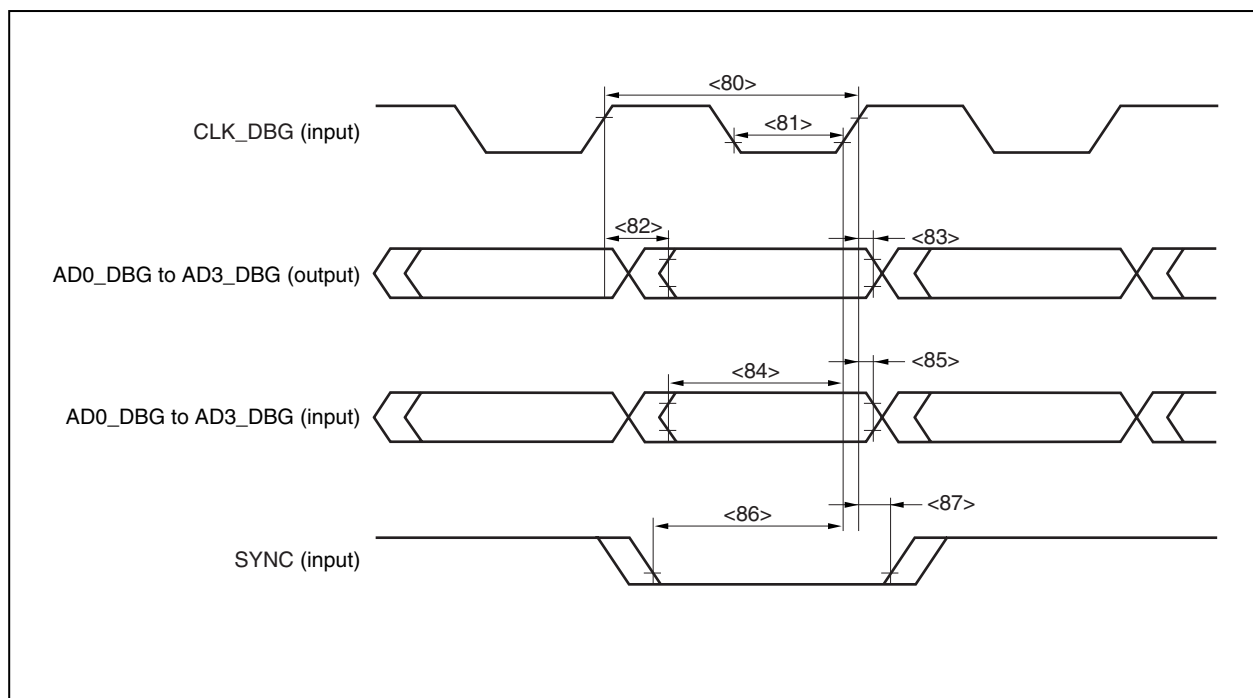 <80>
CLK_DBG (input)
<81>
<82>
<83>
AD0_DBG to AD3_DBG (output)
<85>
<84>
AD0_DBG to AD3_DBG (input)
<87>
<86>
SYNC (input)